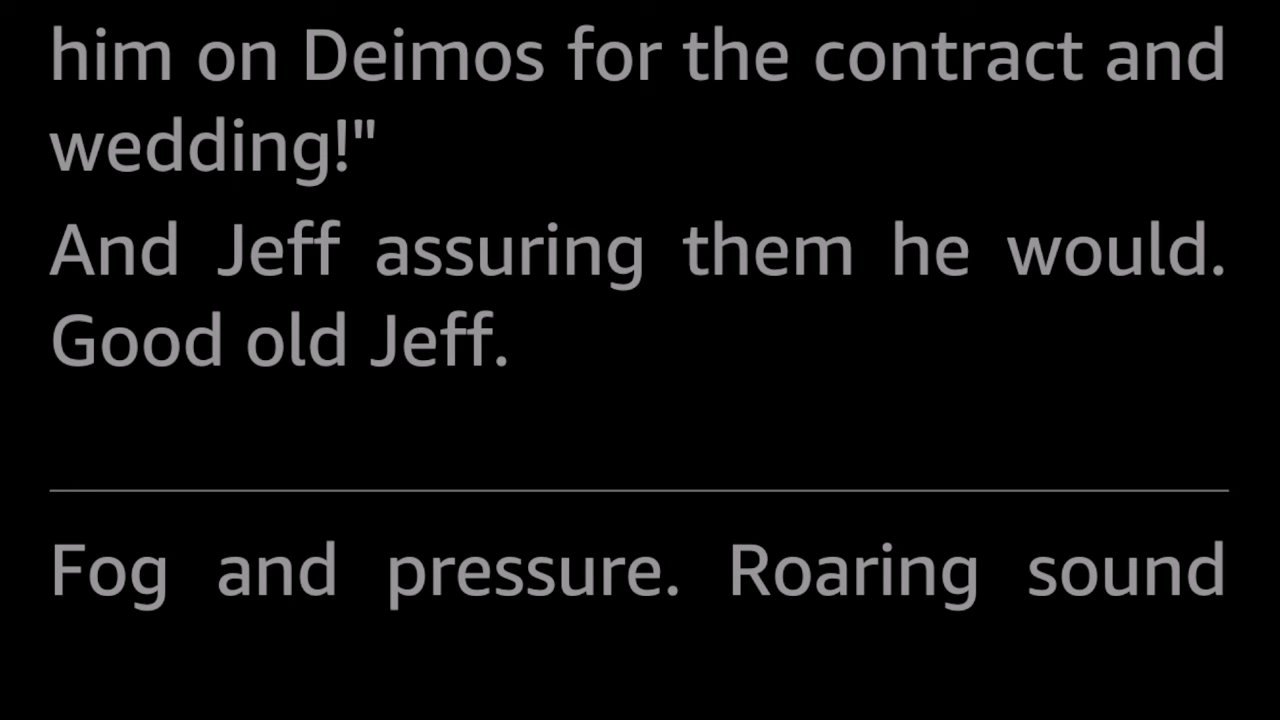 him on Deimos for the contract and
wedding!"
And Jeff assuring them he would.
Good old Jeff.
Fog and pressure. Roaring sound